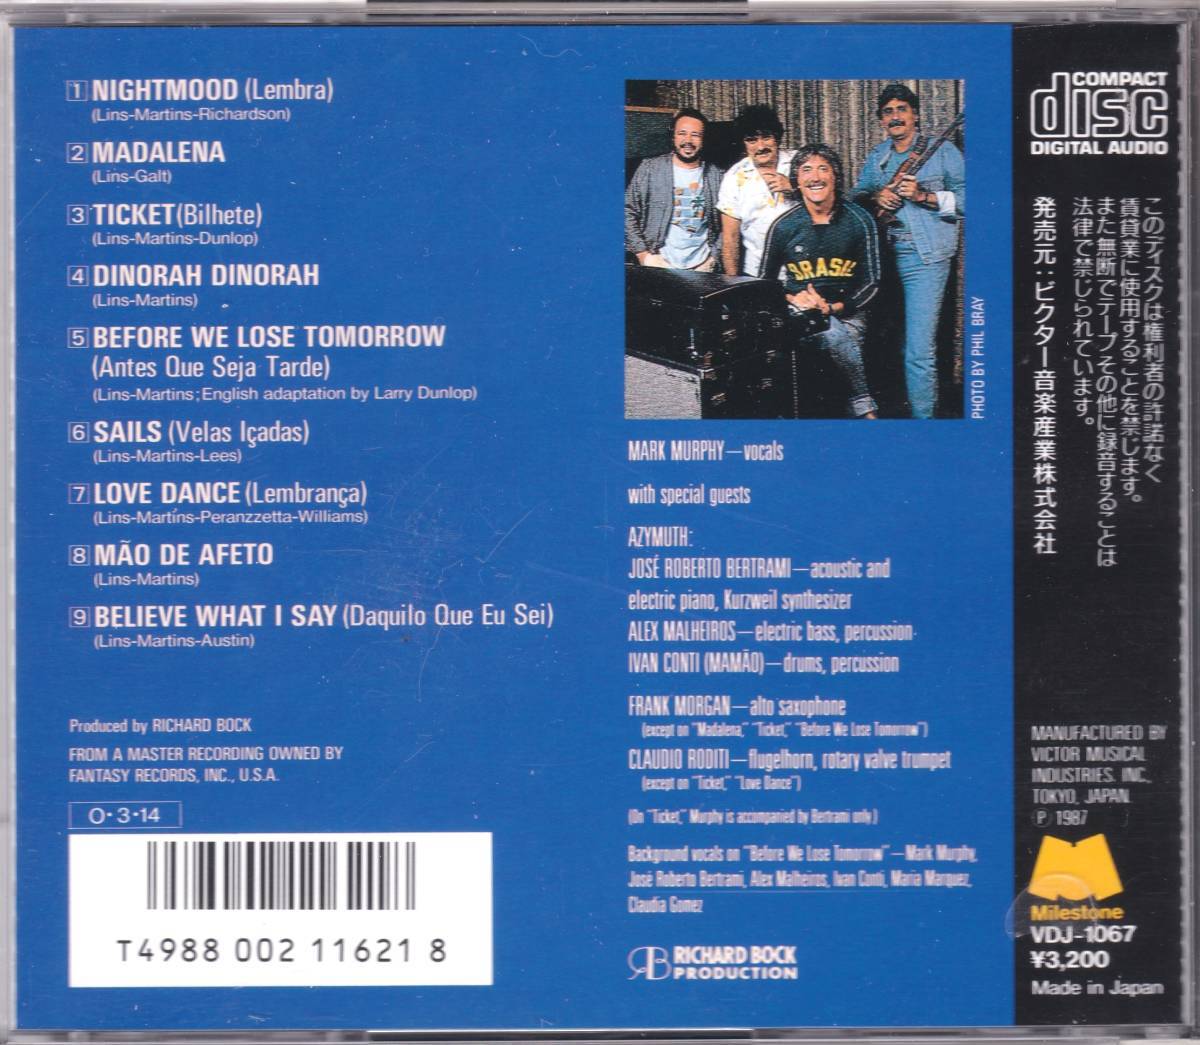 1 NIGHTMOOD (Lembra)
(Lins-Martins-Richardson)
2 MADALENA
(Lins-Galt)
3 TICKET (Bilhete)
(Lins-Martins-Dunlop)
4 DINORAH DINORAH
(Lins-Martins)
5 BEFORE WE LOSE TOMORROW
(Antes Que Seja Tarde)
(Lins-Martins; English adaptation by Larry Dunlop)
6 SAILS (Velas Içadas)
(Lins-Martins-Lees)
7 LOVE DANCE (Lembrança)
(Lins-Martins-Peranzzetta-Williams)
8 MÃO DE AFETO
(Lins-Martins)
9 BELIEVE WHAT I SAY (Daquilo Que Eu Sei)
(Lins-Martins-Austin)
Produced by RICHARD BOCK
FROM A MASTER RECORDING OWNED BY
FANTASY RECORDS, INC., U.S.A.
O·3·14
T4988 002 11621 8
BRASIL
PHOTO BY PHIL BRAY
MARK MURPHY—vocals
with special guests
AZYMUTH:
JOSÉ ROBERTO BERTRAMI—acoustic and
electric piano, Kurzweil synthesizer
ALEX MALHEIROS—electric bass, percussion
IVAN CONTI (MAMÃO)—drums, percussion
FRANK MORGAN—alto saxophone
(except on "Madalena," "Ticket," "Before We Lose Tomorrow")
CLAUDIO RODITI—flugelhorn, rotary valve trumpet
(except on "Ticket," "Love Dance")
(On "Ticket," Murphy is accompanied by Bertrami only.)
Background vocals on "Before We Lose Tomorrow"—Mark Murphy,
José Roberto Bertrami, Alex Malheiros, Ivan Conti, Maria Marquez,
Claudia Gomez
RB RICHARD BOCK
PRODUCTION
COMPACT
disc
DIGITAL AUDIO
このディスクは権利者の許諾なく
賃貸業に使用することを禁じます。
また無断でテープその他に録音することは
法律で禁じられています。
発売元：ビクター音楽産業株式会社
MANUFACTURED BY
VICTOR MUSICAL
INDUSTRIES, INC.,
TOKYO, JAPAN
Ⓟ 1987
Milestone
VDJ-1067
¥3,200
Made in Japan